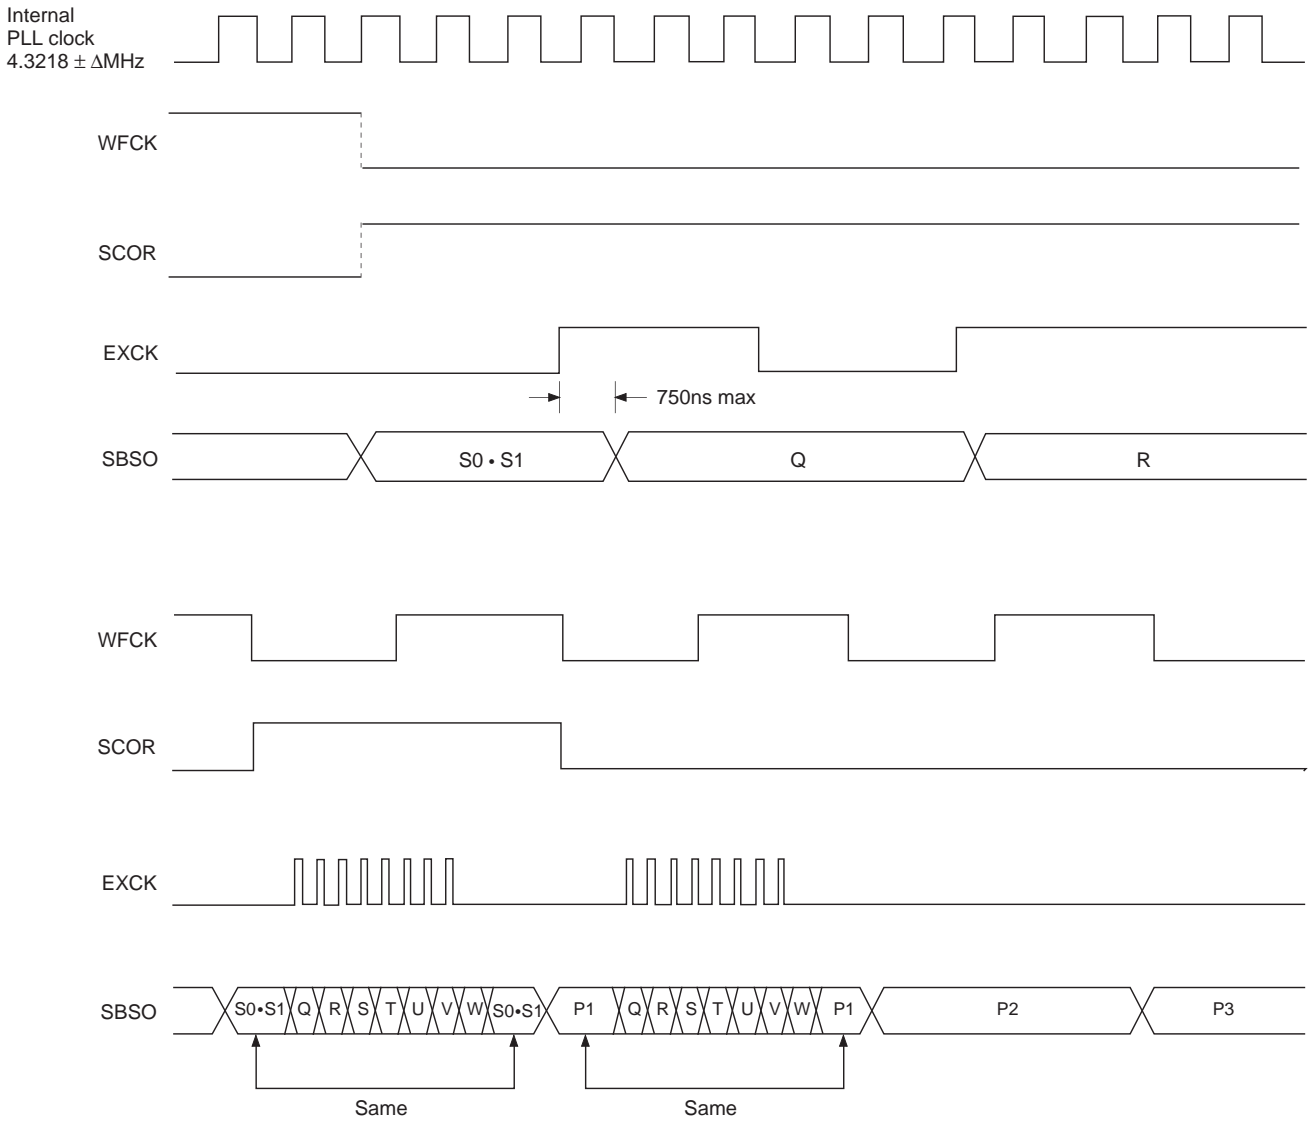 Internal
PLL clock
4.3218 ± ΔMHz
WFCK
SCOR
EXCK
750ns max
SBSO
S0 • S1
Q
R
WFCK
SCOR
EXCK
SBSO
S0•S1 Q R S T U V W S0•S1 P1 Q R S T U V W P1 P2 P3
Same
Same